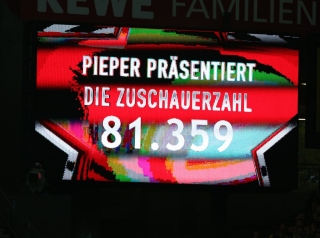 REWE FAMILIEN
PIEPER PRÄSENTIERT
DIE ZUSCHAUERZAHL
81.359